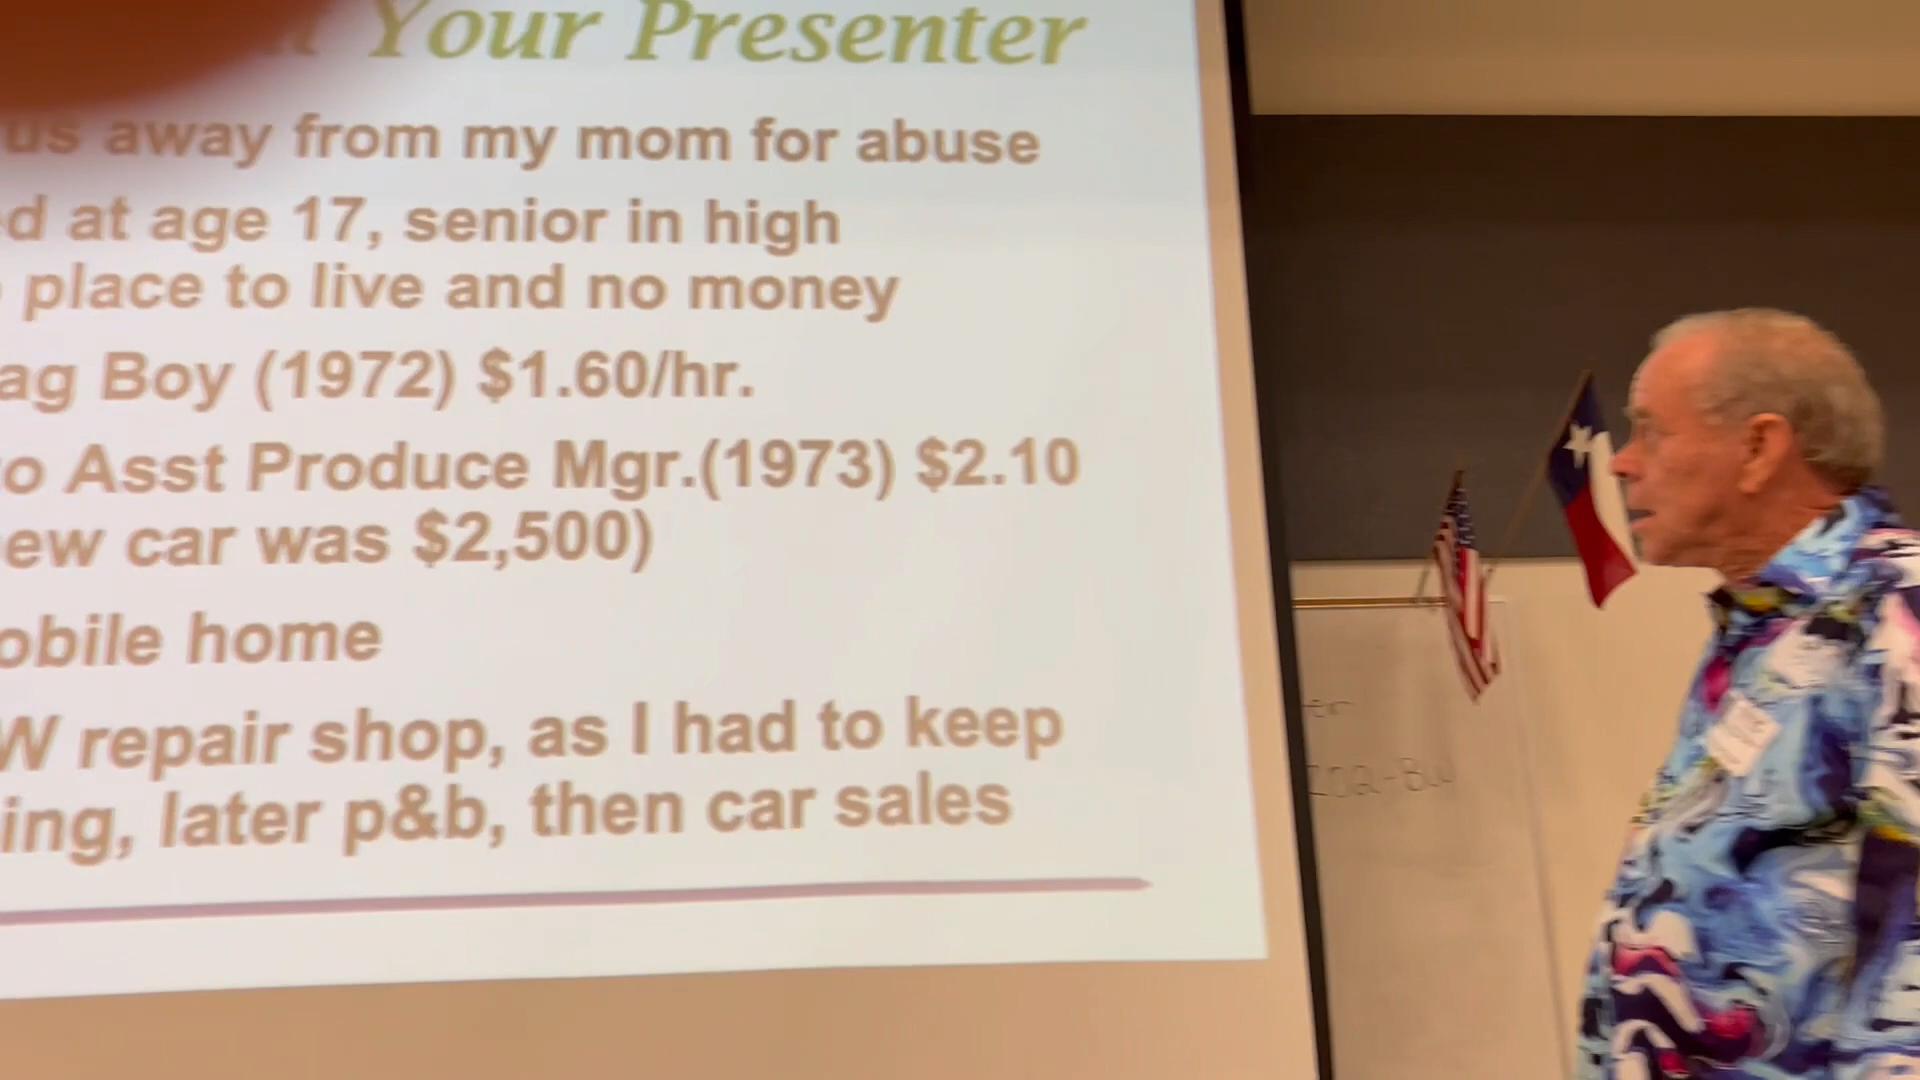 Your Presenter
us away from my mom for abuse
ed at age 17, senior in high
place to live and no money
ag Boy (1972) $1.60/hr.
to Asst Produce Mgr.(1973) $2.10
ew car was $2,500)
obile home
W repair shop, as I had to keep
ing, later p&b, then car sales